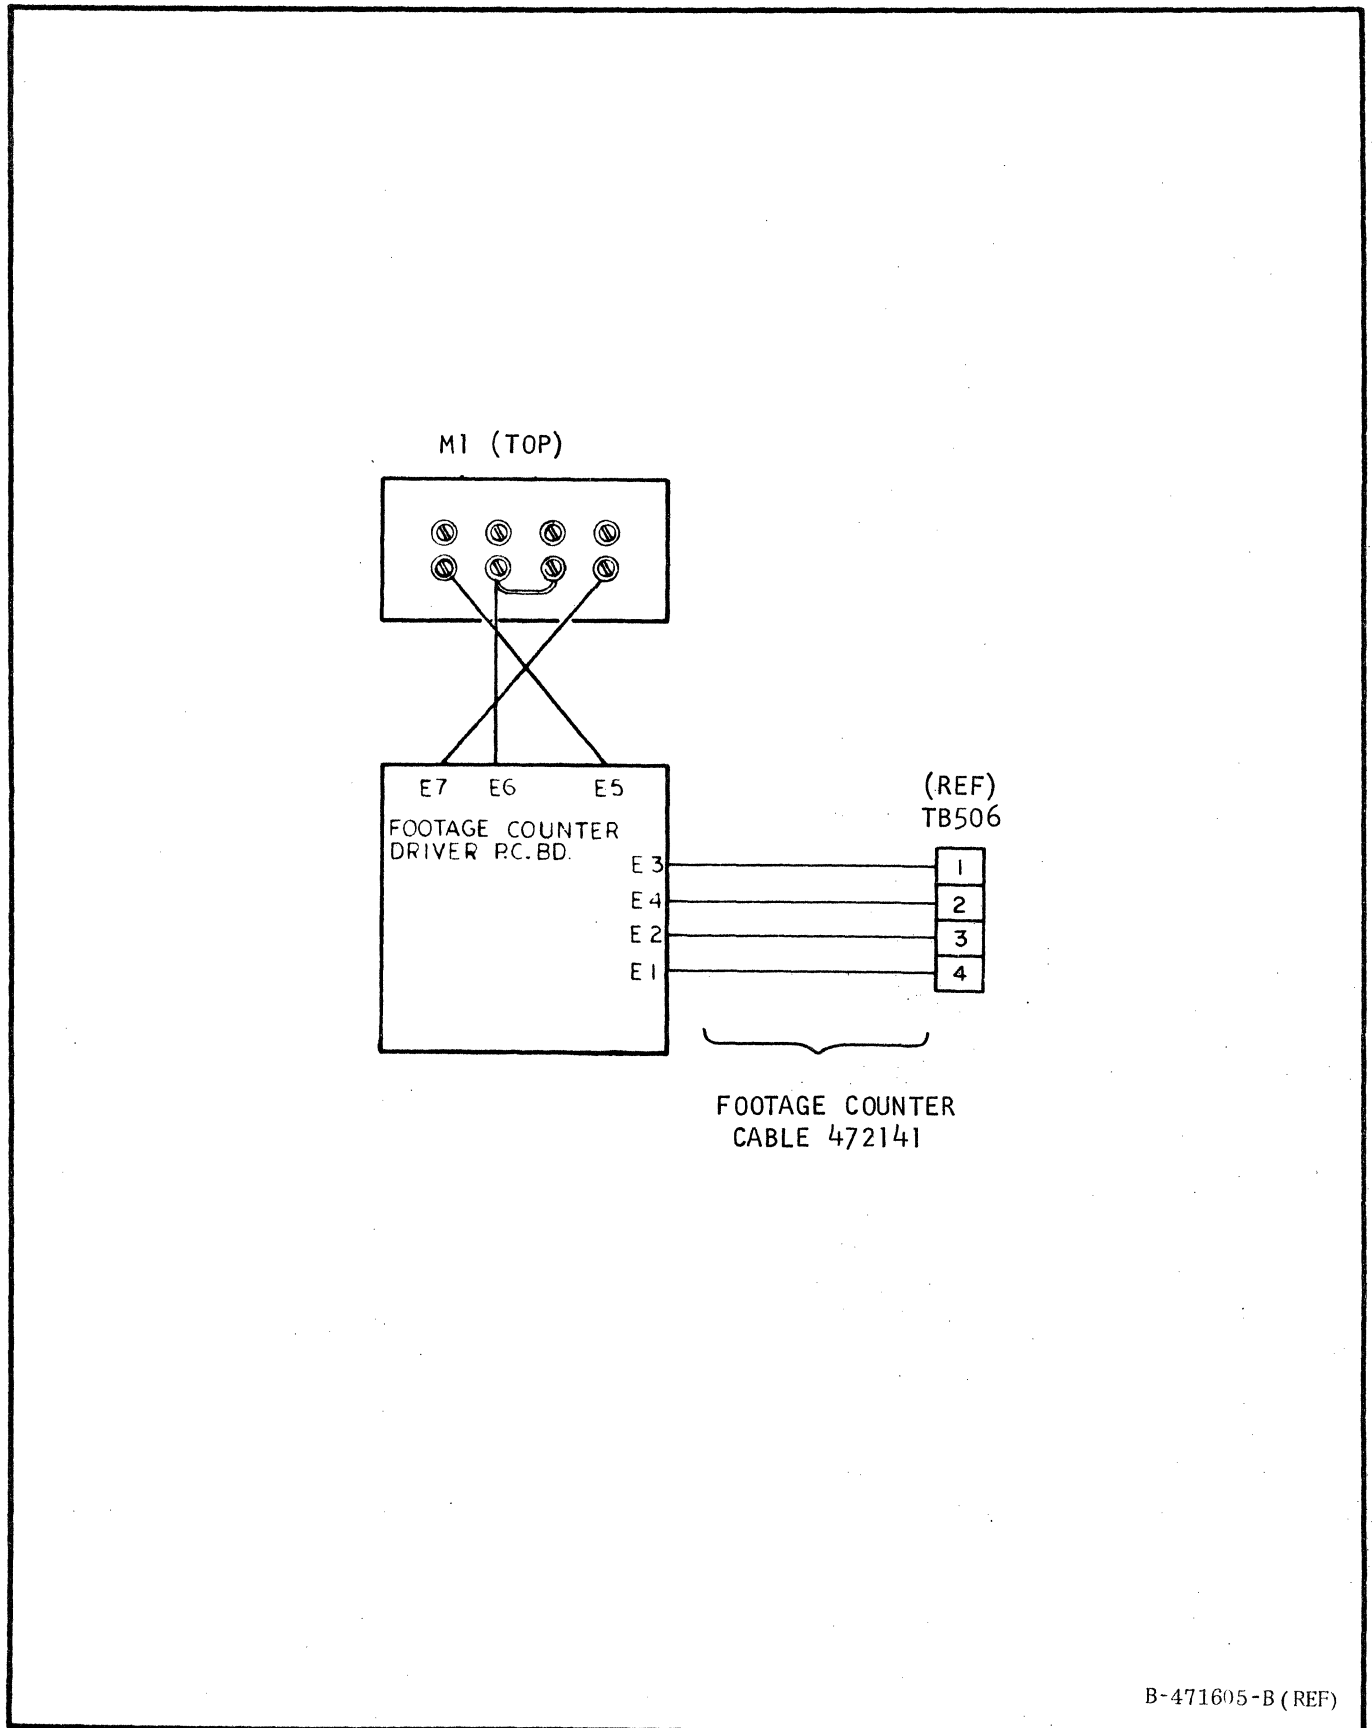 M1 (TOP)
E7 E6 E5
FOOTAGE COUNTER
DRIVER P.C. BD.
(REF)
TB506
E3 1
E4 2
E2 3
E1 4
FOOTAGE COUNTER
CABLE 472141
B-471605-B (REF)